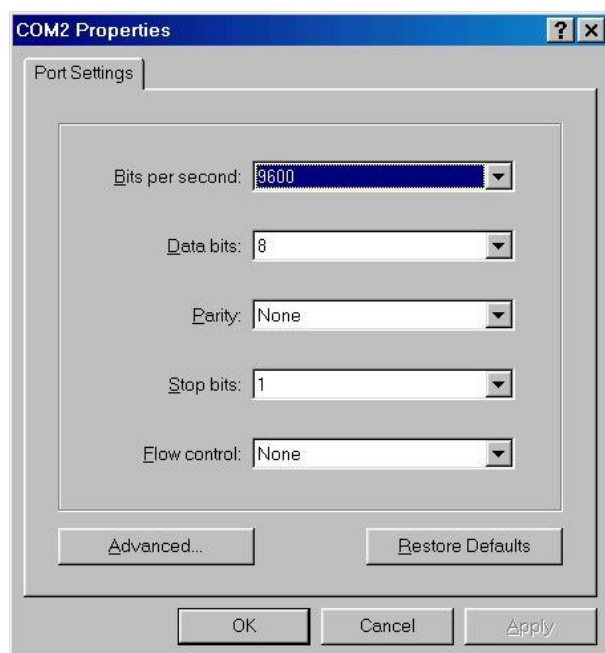 COM2 Properties
Port Settings
Bits per second: 9600
Data bits: 8
Parity: None
Stop bits: 1
Flow control: None
Advanced... Restore Defaults
OK Cancel Apply